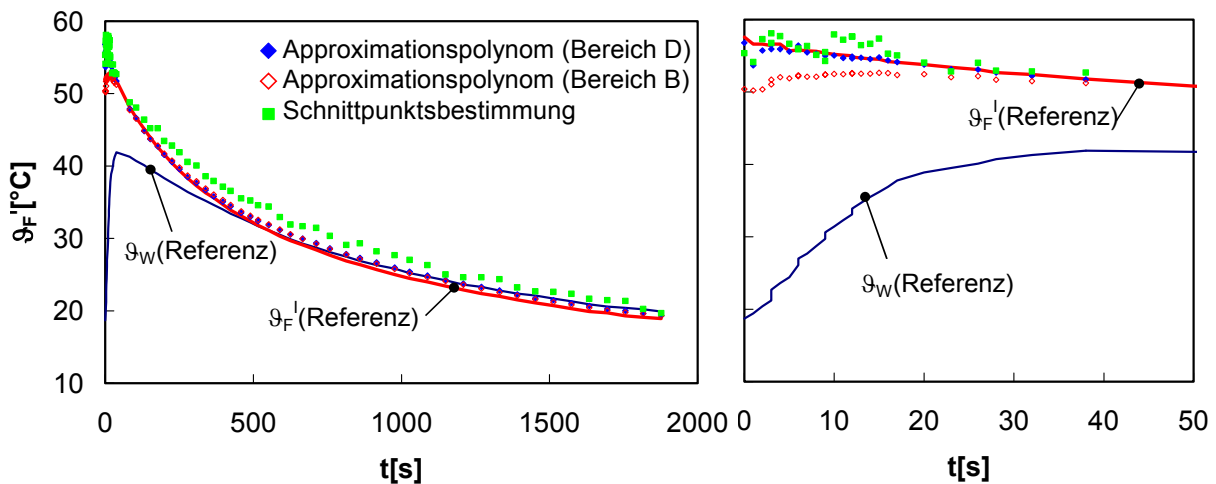 60
50
40
30
20
10
ϑF'[°C]
Approximationspolynom (Bereich D)
Approximationspolynom (Bereich B)
Schnittpunktsbestimmung
ϑW(Referenz)
ϑF^I(Referenz)
0 500 1000 1500 2000
t[s]
ϑF^I(Referenz)
ϑW(Referenz)
0 10 20 30 40 50
t[s]